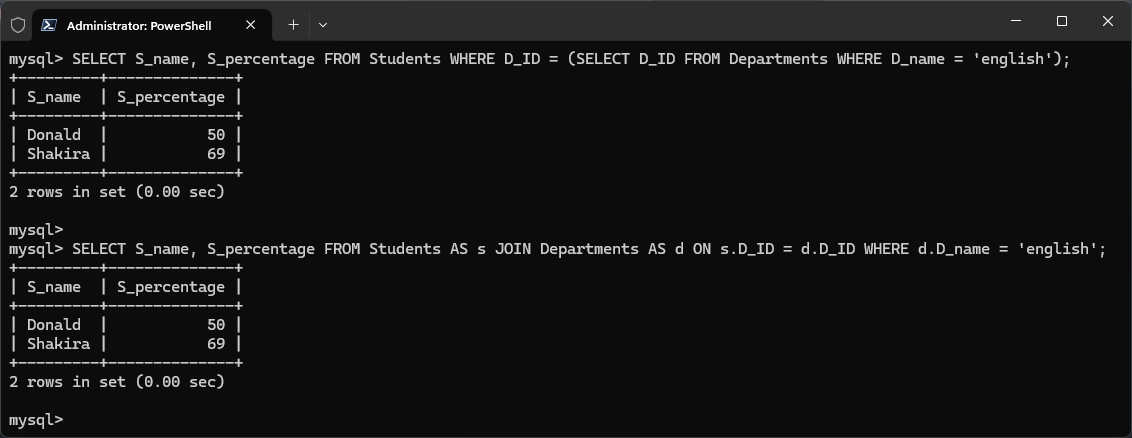 Administrator: PowerShell
mysql> SELECT S_name, S_percentage FROM Students WHERE D_ID = (SELECT D_ID FROM Departments WHERE D_name = 'english');
+---------+--------------+
| S_name  | S_percentage |
+---------+--------------+
| Donald  |           50 |
| Shakira |           69 |
+---------+--------------+
2 rows in set (0.00 sec)

mysql>
mysql> SELECT S_name, S_percentage FROM Students AS s JOIN Departments AS d ON s.D_ID = d.D_ID WHERE d.D_name = 'english';
+---------+--------------+
| S_name  | S_percentage |
+---------+--------------+
| Donald  |           50 |
| Shakira |           69 |
+---------+--------------+
2 rows in set (0.00 sec)

mysql>